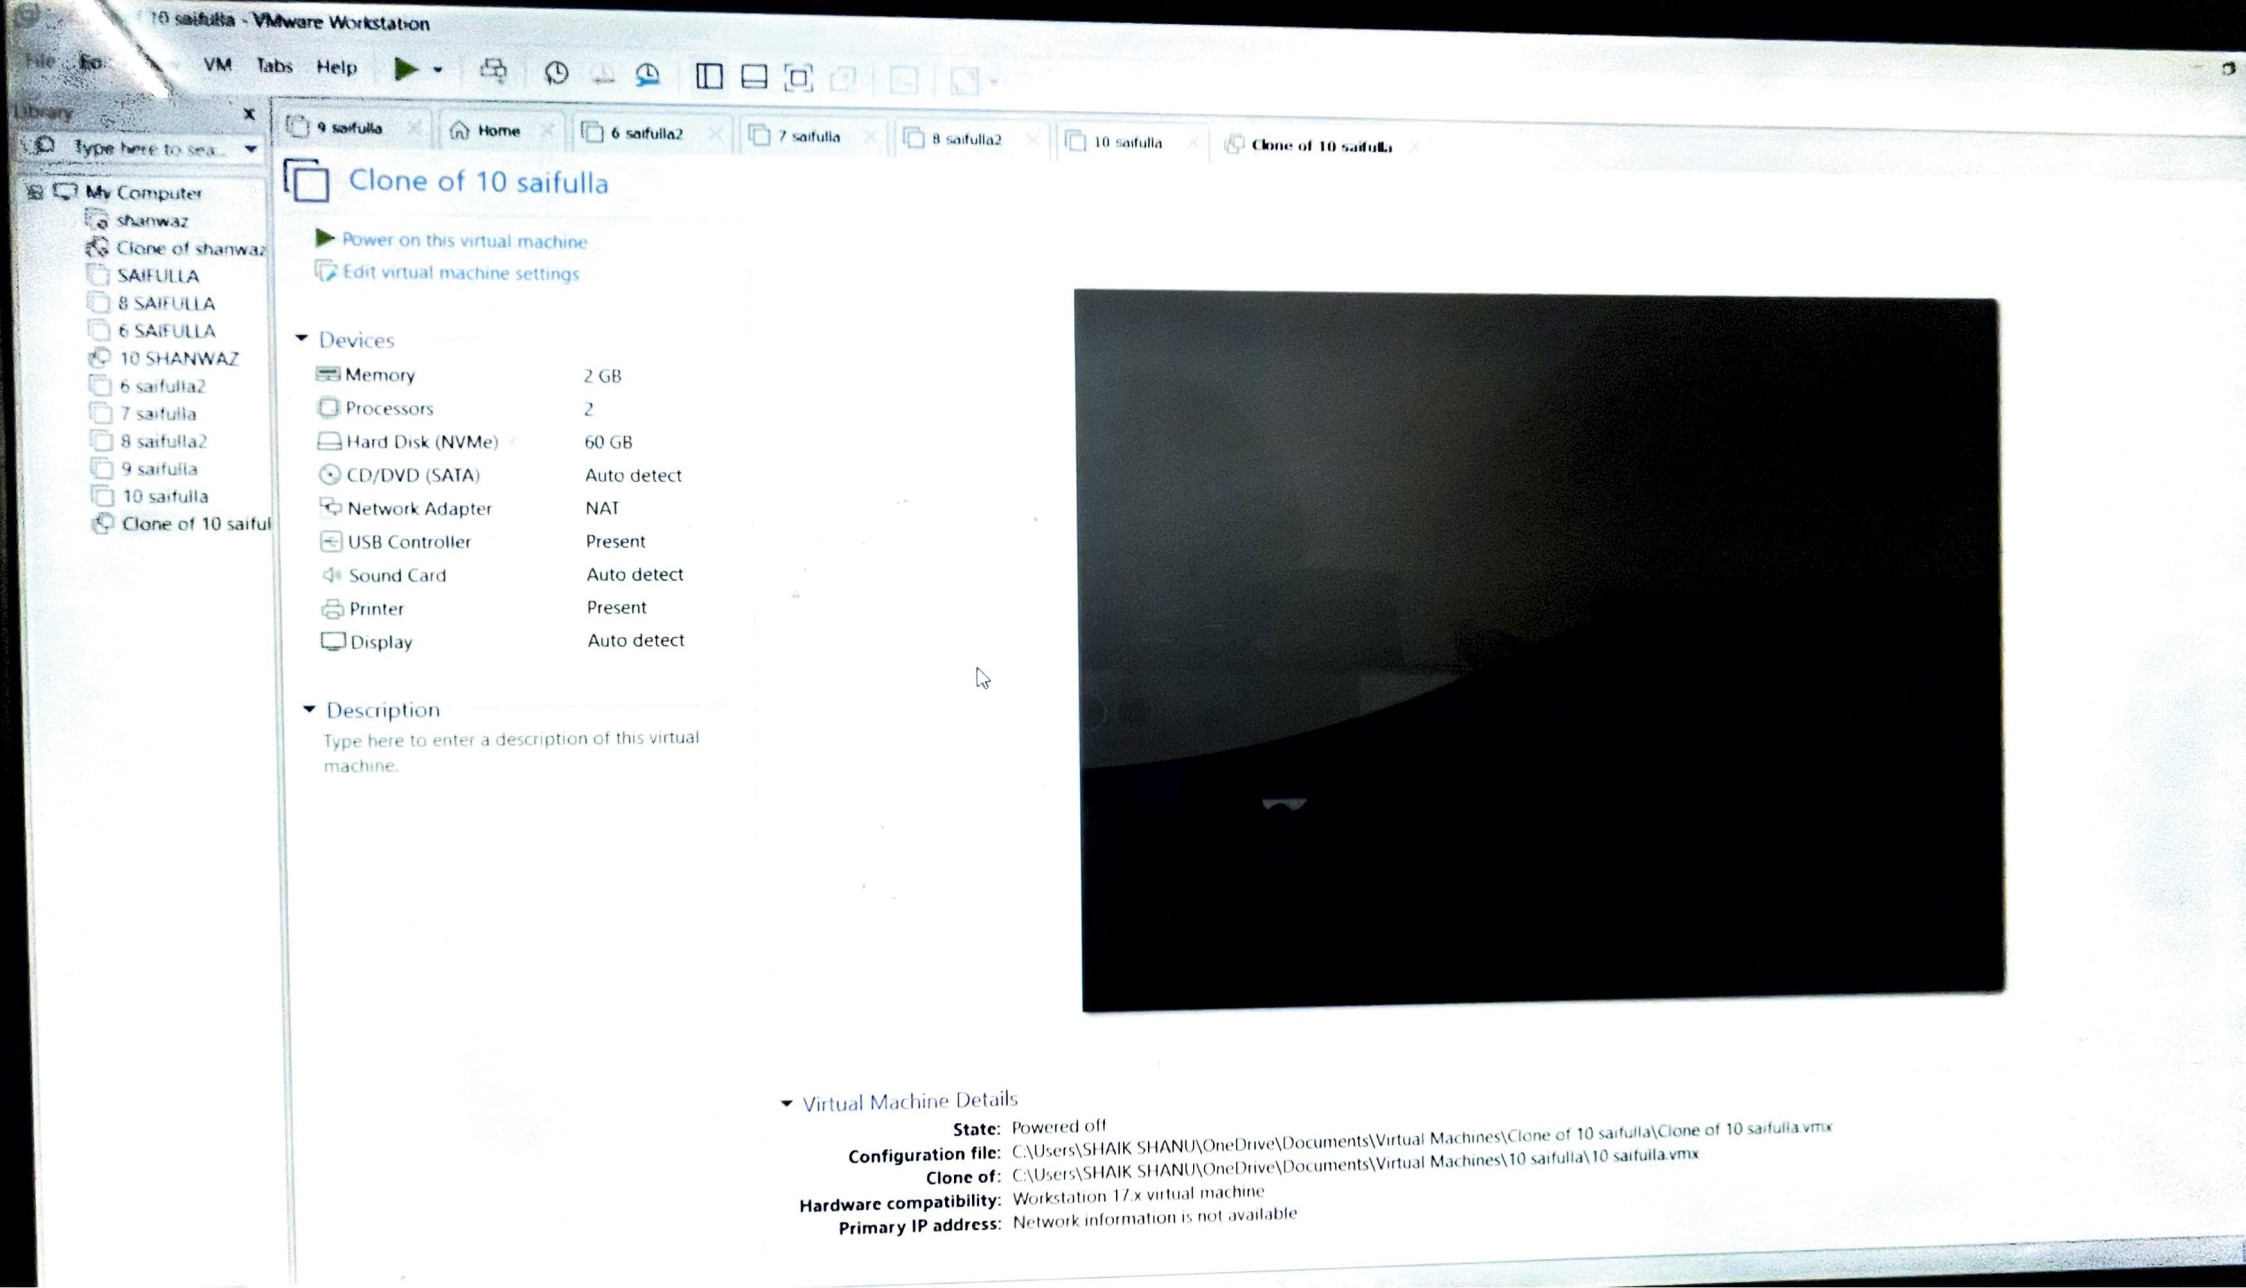 10 saifulla - VMware Workstation
File VM Tabs Help
Library x
Type here to sea...
9 saifulla
Home
6 saifulla2
7 saifulla
8 saifulla2
10 saifulla
Clone of 10 saifulla
My Computer
shanwaz
Clone of shanwaz
SAIFULLA
8 SAIFULLA
6 SAIFULLA
10 SHANWAZ
6 saifulla2
7 saifulla
8 saifulla2
9 saifulla
10 saifulla
Clone of 10 saiful
Clone of 10 saifulla
Power on this virtual machine
Edit virtual machine settings
Devices
Memory 2 GB
Processors 2
Hard Disk (NVMe) 60 GB
CD/DVD (SATA) Auto detect
Network Adapter NAT
USB Controller Present
Sound Card Auto detect
Printer Present
Display Auto detect
Description
Type here to enter a description of this virtual
machine.
Virtual Machine Details
State: Powered off
Configuration file: C:\Users\SHAIK SHANU\OneDrive\Documents\Virtual Machines\Clone of 10 saifulla\Clone of 10 saifulla.vmx
Clone of: C:\Users\SHAIK SHANU\OneDrive\Documents\Virtual Machines\10 saifulla\10 saifulla.vmx
Hardware compatibility: Workstation 17.x virtual machine
Primary IP address: Network information is not available